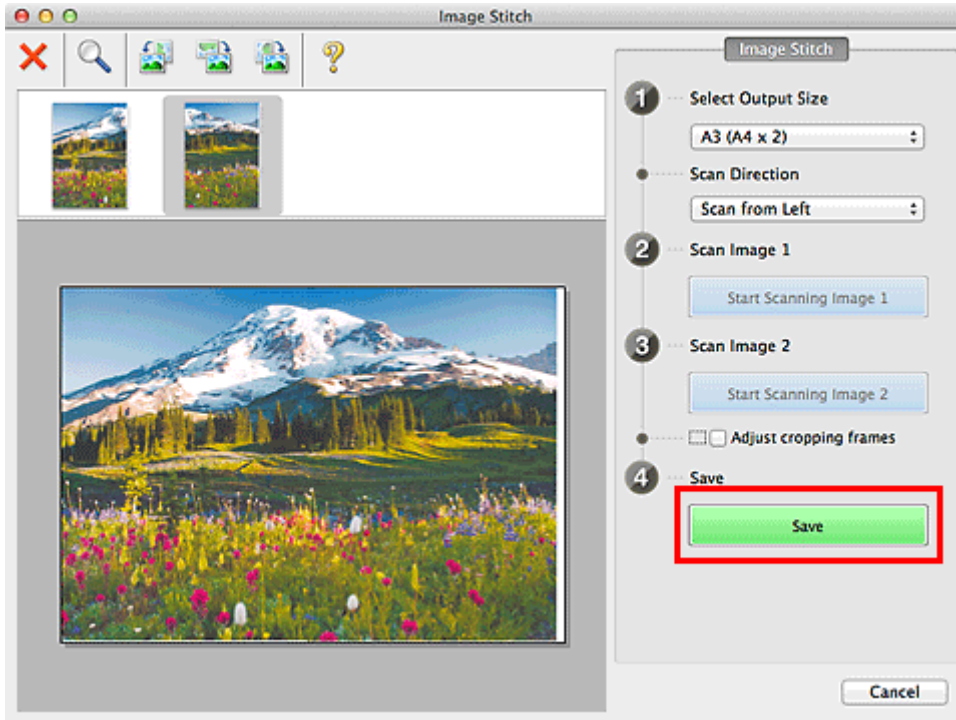 Image Stitch
?
Image Stitch
1
Select Output Size
A3 (A4 x 2)
Scan Direction
Scan from Left
2
Scan Image 1
Start Scanning Image 1
3
Scan Image 2
Start Scanning Image 2
Adjust cropping frames
4
Save
Save
Cancel